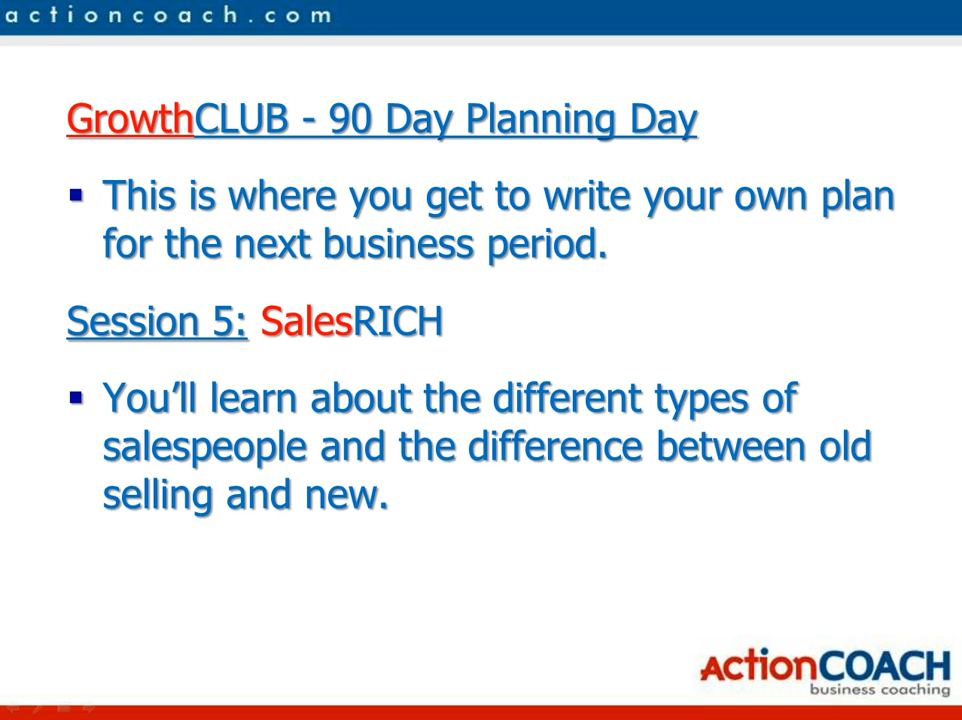 actioncoach.com
GrowthCLUB - 90 Day Planning Day
▪ This is where you get to write your own plan
for the next business period.
Session 5: SalesRICH
▪ You’ll learn about the different types of
salespeople and the difference between old
selling and new.
ActionCOACH
business coaching